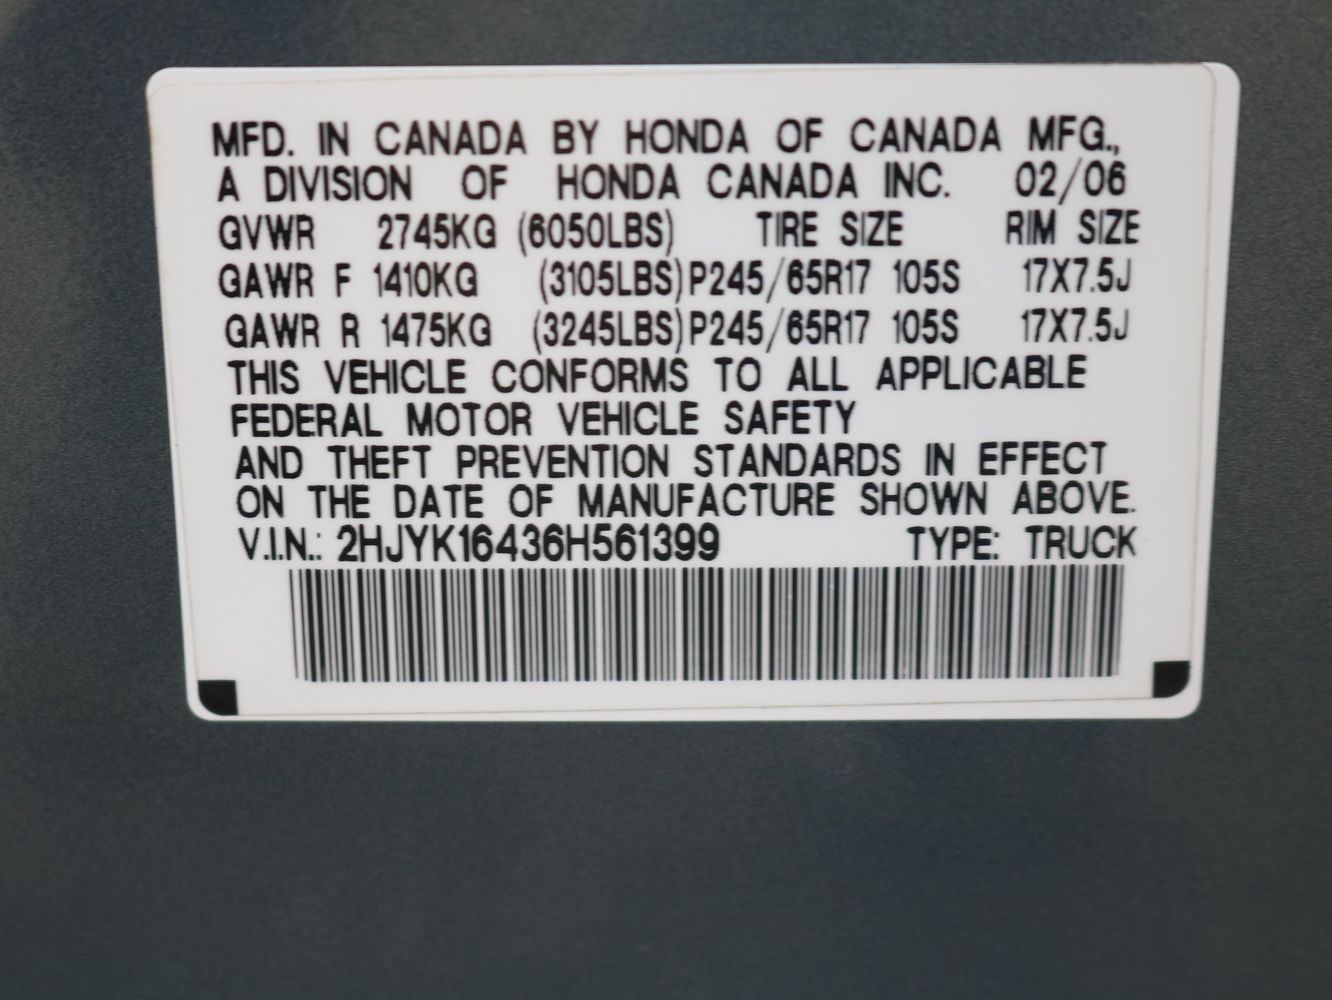 MFD. IN CANADA BY HONDA OF CANADA MFG.,
A DIVISION OF HONDA CANADA INC. 02/06
GVWR 2745KG (6050LBS) TIRE SIZE RIM SIZE
GAWR F 1410KG (3105LBS) P245/65R17 105S 17X7.5J
GAWR R 1475KG (3245LBS) P245/65R17 105S 17X7.5J
THIS VEHICLE CONFORMS TO ALL APPLICABLE
FEDERAL MOTOR VEHICLE SAFETY
AND THEFT PREVENTION STANDARDS IN EFFECT
ON THE DATE OF MANUFACTURE SHOWN ABOVE.
V.I.N.: 2HJYK16436H561399 TYPE: TRUCK